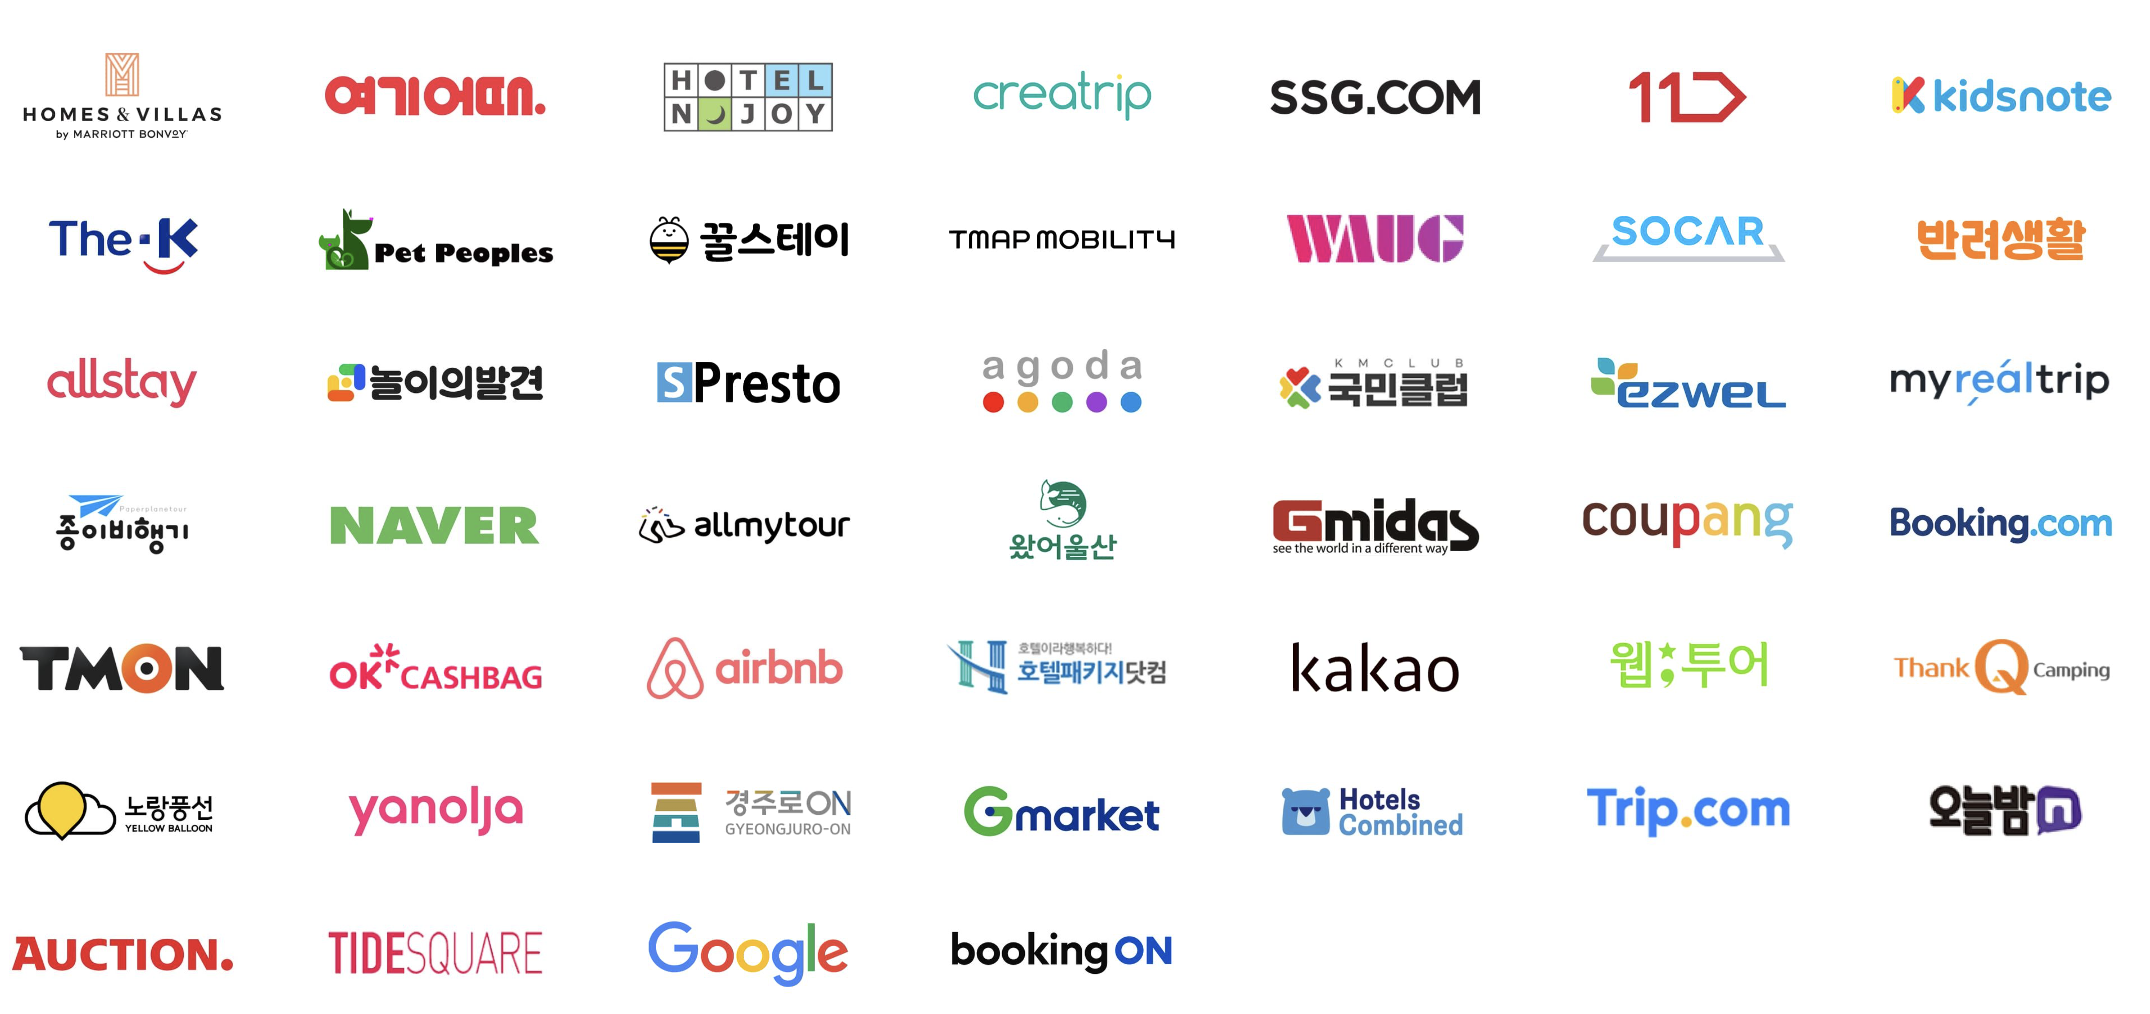 HOMES & VILLAS
by MARRIOTT BONVOY
여기어때.
HOTEL
NJOY
creatrip
SSG.COM
11
kidsnote
The K
Pet Peoples
꿀스테이
TMAP MOBILITY
WAUG
SOCAR
반려생활
allstay
놀이의발견
SPresto
agoda
KMCLUB
국민클럽
ezwel
myrealtrip
Paperplanetour
종이비행기
NAVER
allmytour
왔어울산
Gmidas
see the world in a different way
coupang
Booking.com
TMON
OK CASHBAG
airbnb
호텔이라행복하다!
호텔패키지닷컴
kakao
웹;투어
Thank Q Camping
노랑풍선
YELLOW BALLOON
yanolja
경주로ON
GYEONGJURO-ON
Gmarket
Hotels
Combined
Trip.com
오늘밤
AUCTION.
TIDESQUARE
Google
booking ON